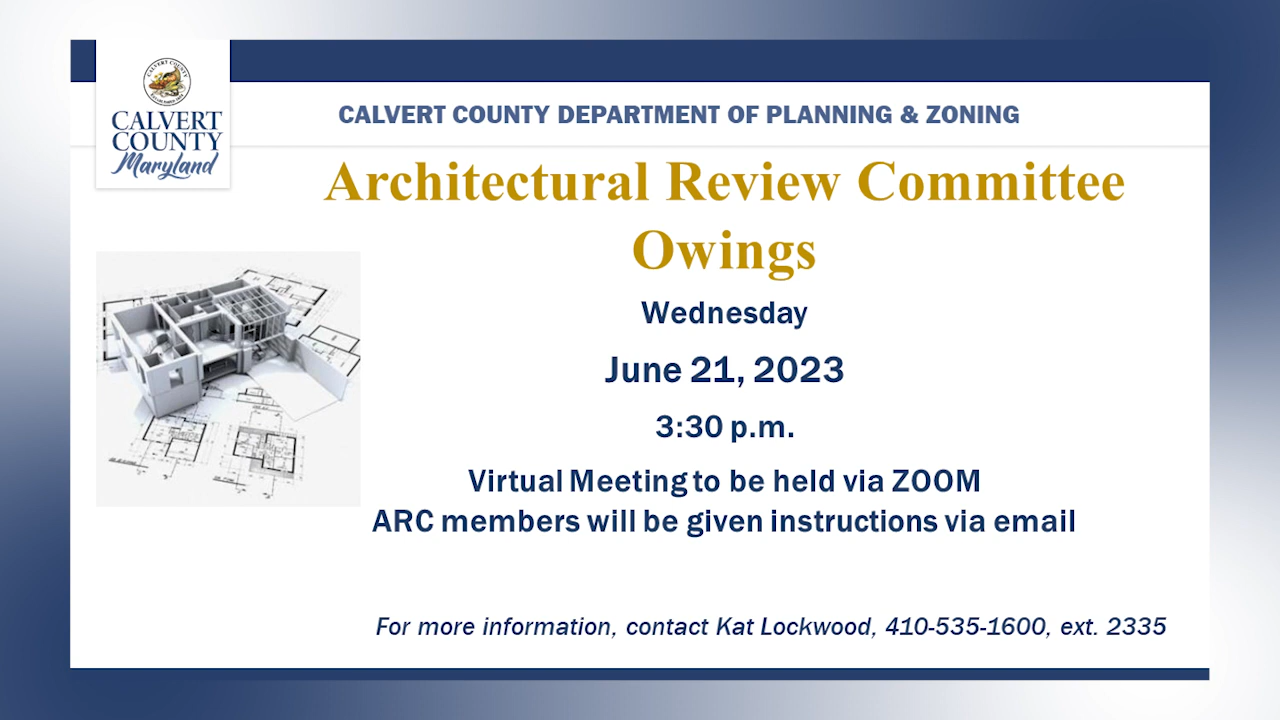 CALVERT COUNTY
CALVERT
COUNTY
Maryland
CALVERT COUNTY DEPARTMENT OF PLANNING & ZONING
Architectural Review Committee
Owings
Wednesday
June 21, 2023
3:30 p.m.
Virtual Meeting to be held via ZOOM
ARC members will be given instructions via email
For more information, contact Kat Lockwood, 410-535-1600, ext. 2335